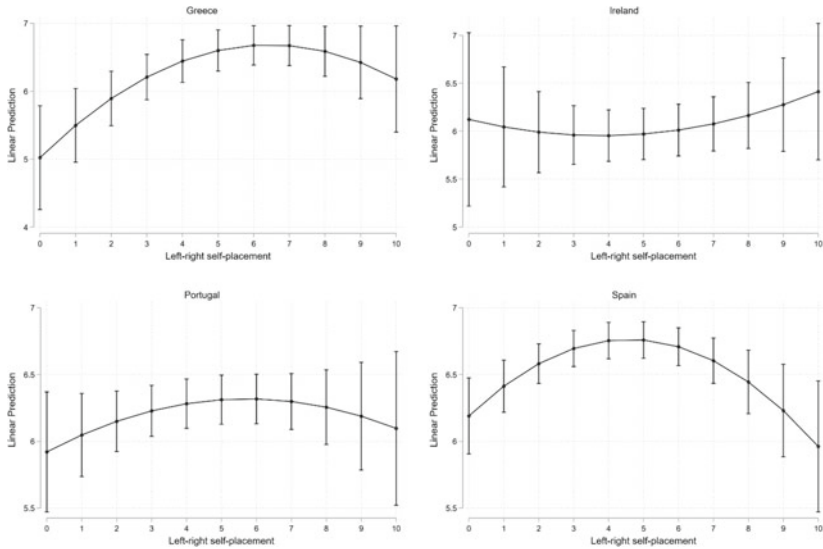 Greece
7
6
5
4
Linear Prediction
0 1 2 3 4 5 6 7 8 9 10
Left-right self-placement
Ireland
7
6.5
6
5.5
5
Linear Prediction
0 1 2 3 4 5 6 7 8 9 10
Left-right self-placement
Portugal
7
6.5
6
5.5
Linear Prediction
0 1 2 3 4 5 6 7 8 9 10
Left-right self-placement
Spain
7
6.5
6
5.5
Linear Prediction
0 1 2 3 4 5 6 7 8 9 10
Left-right self-placement